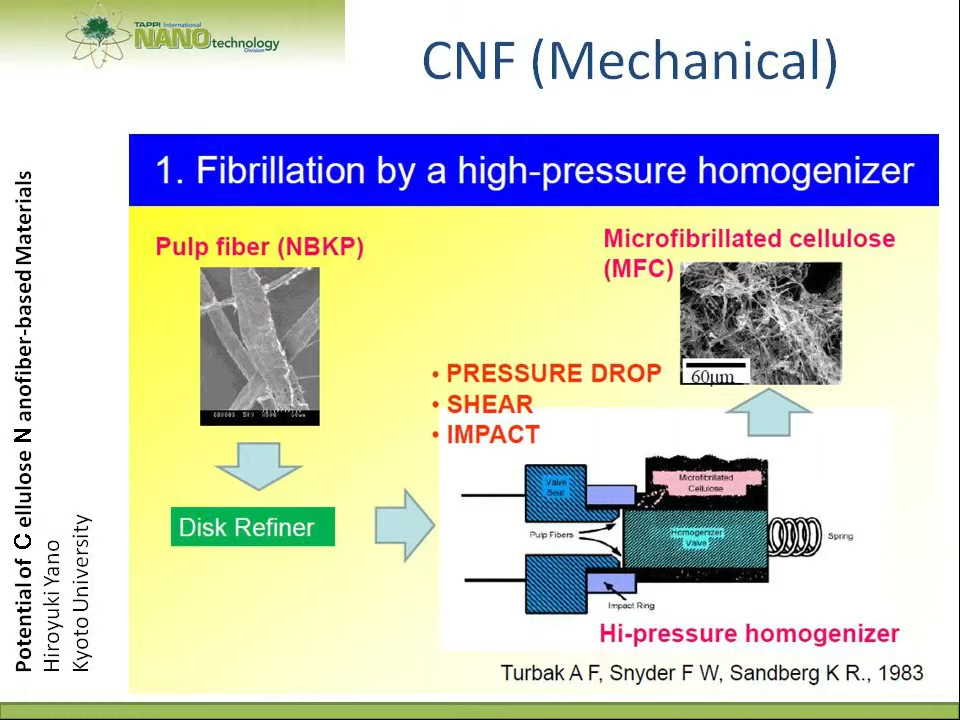 TAPPI International
NANOtechnology
Division
CNF (Mechanical)
Potential of Cellulose Nanofiber-based Materials
Hiroyuki Yano
Kyoto University
1. Fibrillation by a high-pressure homogenizer
Pulp fiber (NBKP)
Microfibrillated cellulose
(MFC)
60μm
• PRESSURE DROP
• SHEAR
• IMPACT
Disk Refiner
Valve
Seat
Microfibrillated
Cellulose
Pulp Fibers
Homogenizer
Valve
Spring
Impact Ring
Hi-pressure homogenizer
Turbak A F, Snyder F W, Sandberg K R., 1983